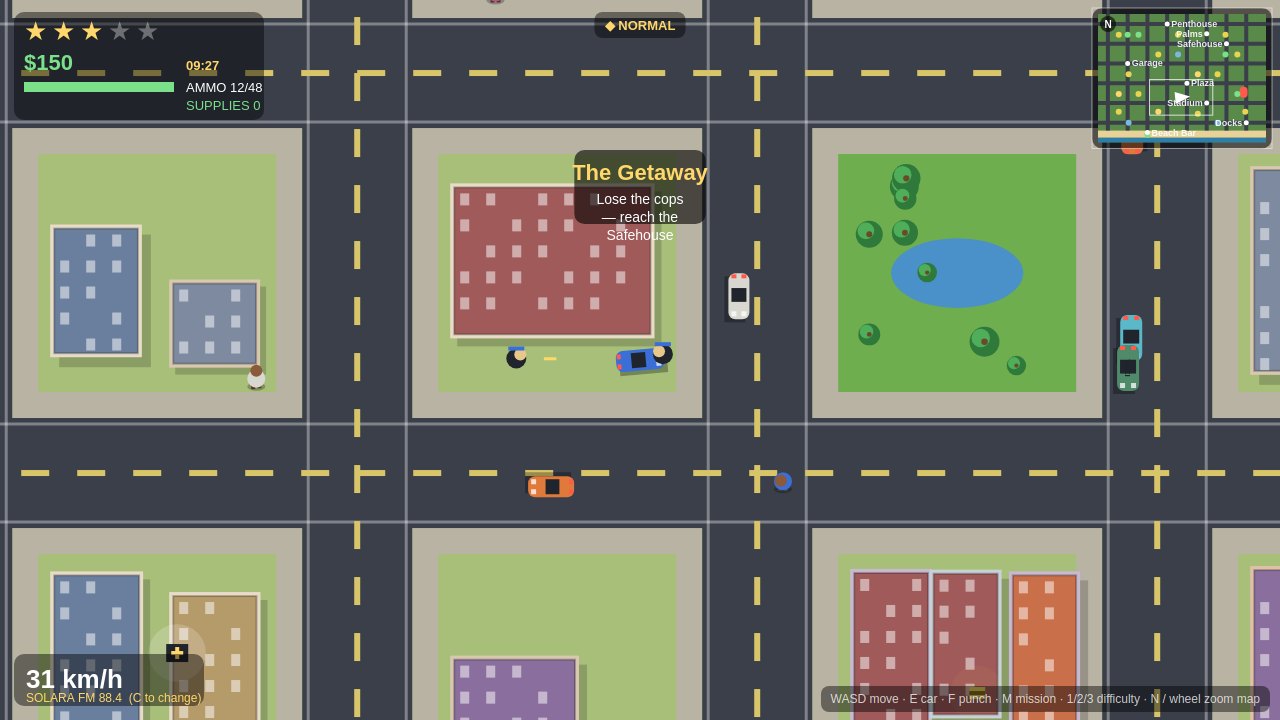 $150
09:27
AMMO 12/48
SUPPLIES 0
◆ NORMAL
N
Penthouse
Palms
Safehouse
Garage
Plaza
Stadium
Docks
Beach Bar
The Getaway
Lose the cops
— reach the
Safehouse
31 km/h
SOLARA FM 88.4 (C to change)
WASD move · E car · F punch · M mission · 1/2/3 difficulty · N / wheel zoom map